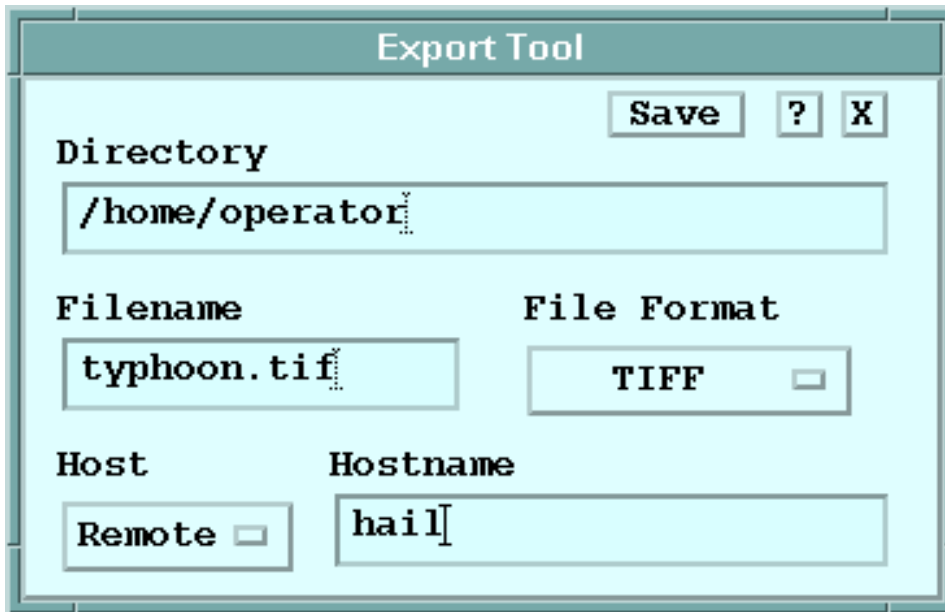 Export Tool
Save ? X
Directory
/home/operator
Filename File Format
typhoon.tif TIFF
Host Hostname
Remote hail